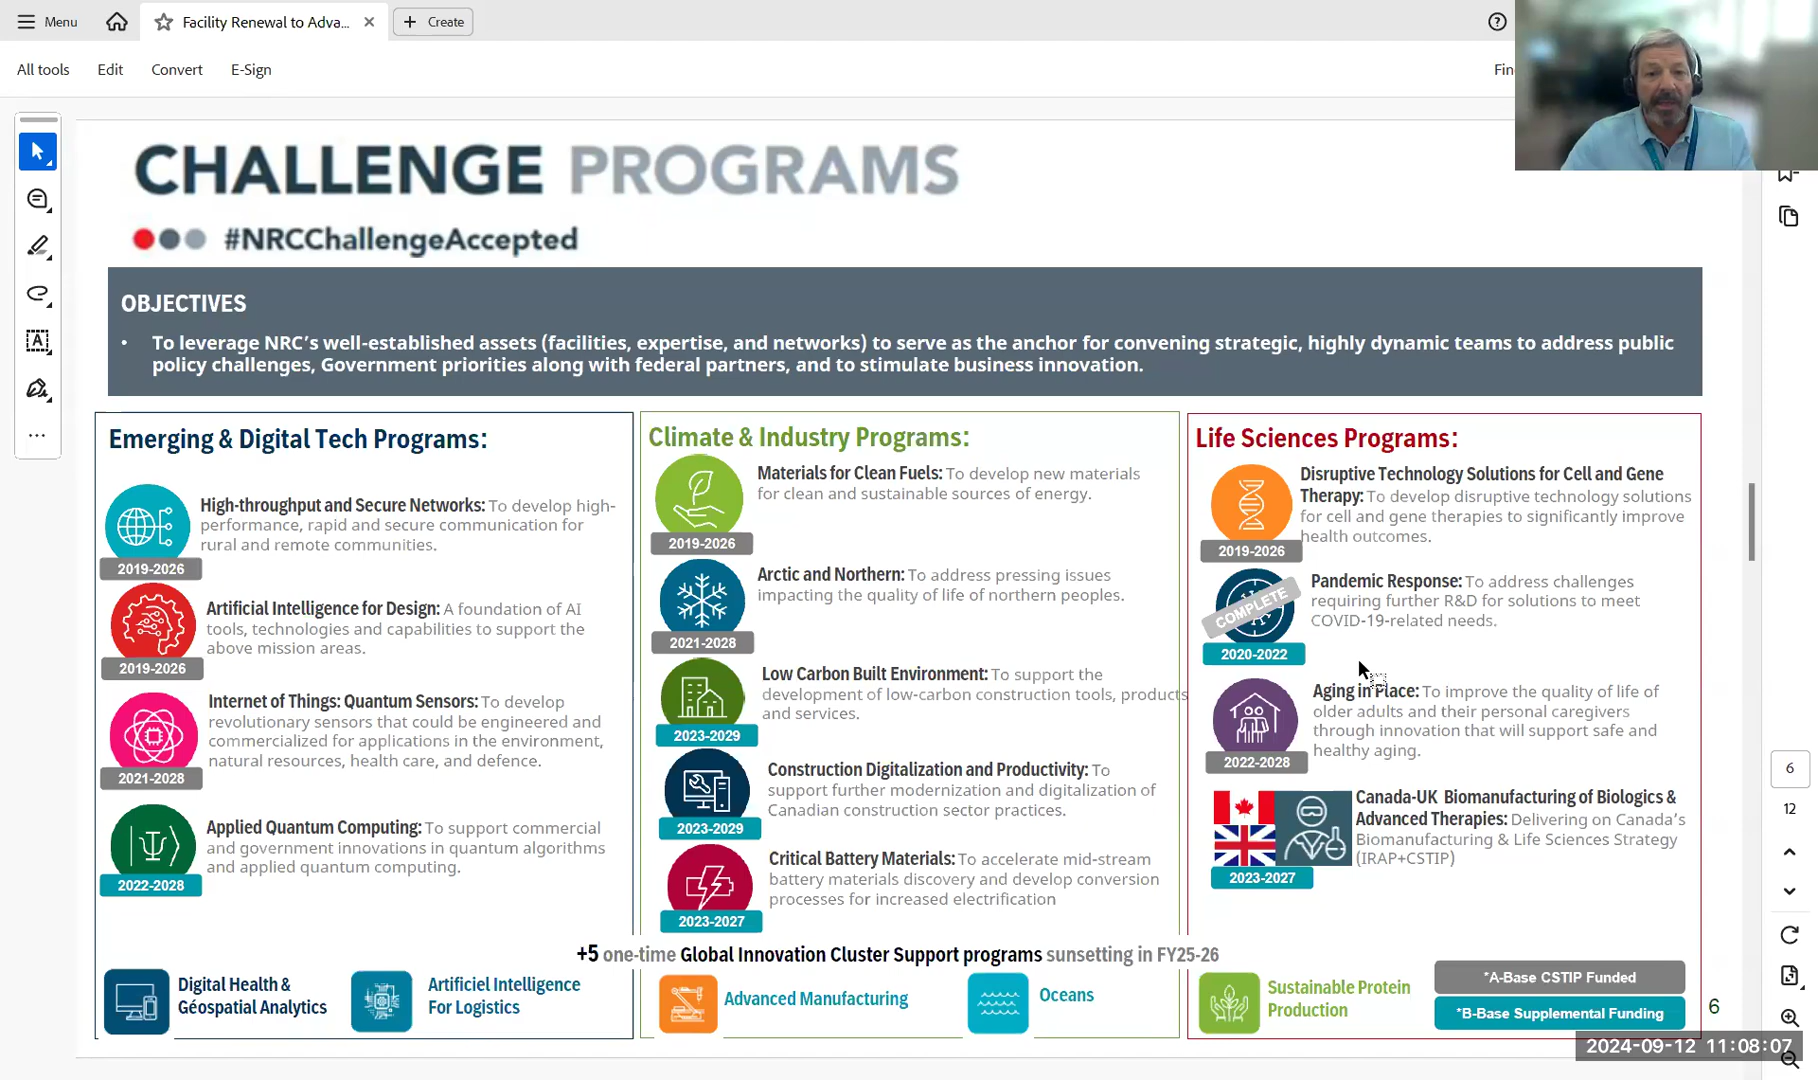 Menu
Facility Renewal to Adva...
Create
All tools
Edit
Convert
E-Sign
CHALLENGE PROGRAMS
#NRCChallengeAccepted
OBJECTIVES
• To leverage NRC's well-established assets (facilities, expertise, and networks) to serve as the anchor for convening strategic, highly dynamic teams to address public
policy challenges, Government priorities along with federal partners, and to stimulate business innovation.
Emerging & Digital Tech Programs:
High-throughput and Secure Networks: To develop high-
performance, rapid and secure communication for
rural and remote communities.
2019-2026
Artificial Intelligence for Design: A foundation of AI
tools, technologies and capabilities to support the
above mission areas.
2019-2026
Internet of Things: Quantum Sensors: To develop
revolutionary sensors that could be engineered and
commercialized for applications in the environment,
natural resources, health care, and defence.
2021-2028
|Ψ⟩
Applied Quantum Computing: To support commercial
and government innovations in quantum algorithms
and applied quantum computing.
2022-2028
Climate & Industry Programs:
Materials for Clean Fuels: To develop new materials
for clean and sustainable sources of energy.
2019-2026
Arctic and Northern: To address pressing issues
impacting the quality of life of northern peoples.
2021-2028
Low Carbon Built Environment: To support the
development of low-carbon construction tools, products
and services.
2023-2029
Construction Digitalization and Productivity: To
support further modernization and digitalization of
Canadian construction sector practices.
2023-2029
Critical Battery Materials: To accelerate mid-stream
battery materials discovery and develop conversion
processes for increased electrification
2023-2027
Life Sciences Programs:
Disruptive Technology Solutions for Cell and Gene
Therapy: To develop disruptive technology solutions
for cell and gene therapies to significantly improve
health outcomes.
2019-2026
COMPLETE
Pandemic Response: To address challenges
requiring further R&D for solutions to meet
COVID-19-related needs.
2020-2022
Aging in Place: To improve the quality of life of
older adults and their personal caregivers
through innovation that will support safe and
healthy aging.
2022-2028
Canada-UK Biomanufacturing of Biologics &
Advanced Therapies: Delivering on Canada's
Biomanufacturing & Life Sciences Strategy
(IRAP+CSTIP)
2023-2027
+5 one-time Global Innovation Cluster Support programs sunsetting in FY25-26
Digital Health &
Géospatial Analytics
Artificiel Intelligence
For Logistics
Advanced Manufacturing
Oceans
Sustainable Protein
Production
*A-Base CSTIP Funded
*B-Base Supplemental Funding
6
6
12
2024-09-12 11:08:07